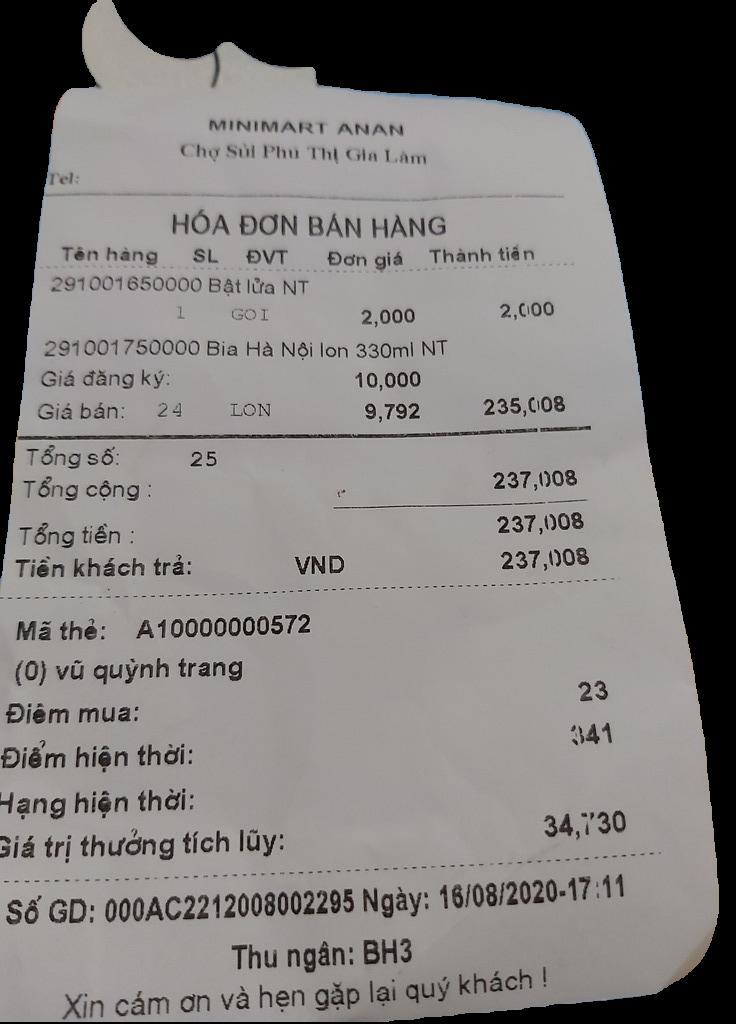 MINIMART ANAN
Chợ Sủi Phú Thị Gia Lâm
Tel:
HÓA ĐƠN BÁN HÀNG
Tên hàng SL ĐVT Đơn giá Thành tiền
291001650000 Bật lửa NT
1 GOI 2,000 2,000
291001750000 Bia Hà Nội lon 330ml NT
Giá đăng ký: 10,000
Giá bán: 24 LON 9,792 235,008
Tổng số: 25
Tổng cộng : 237,008
Tổng tiền : 237,008
Tiền khách trả: VND 237,008
Mã thẻ: A10000000572
(0) vũ quỳnh trang
Điểm mua: 23
Điểm hiện thời: 341
Hạng hiện thời:
Giá trị thưởng tích lũy: 34,730
Số GD: 000AC2212008002295 Ngày: 16/08/2020-17:11
Thu ngân: BH3
Xin cám ơn và hẹn gặp lại quý khách !